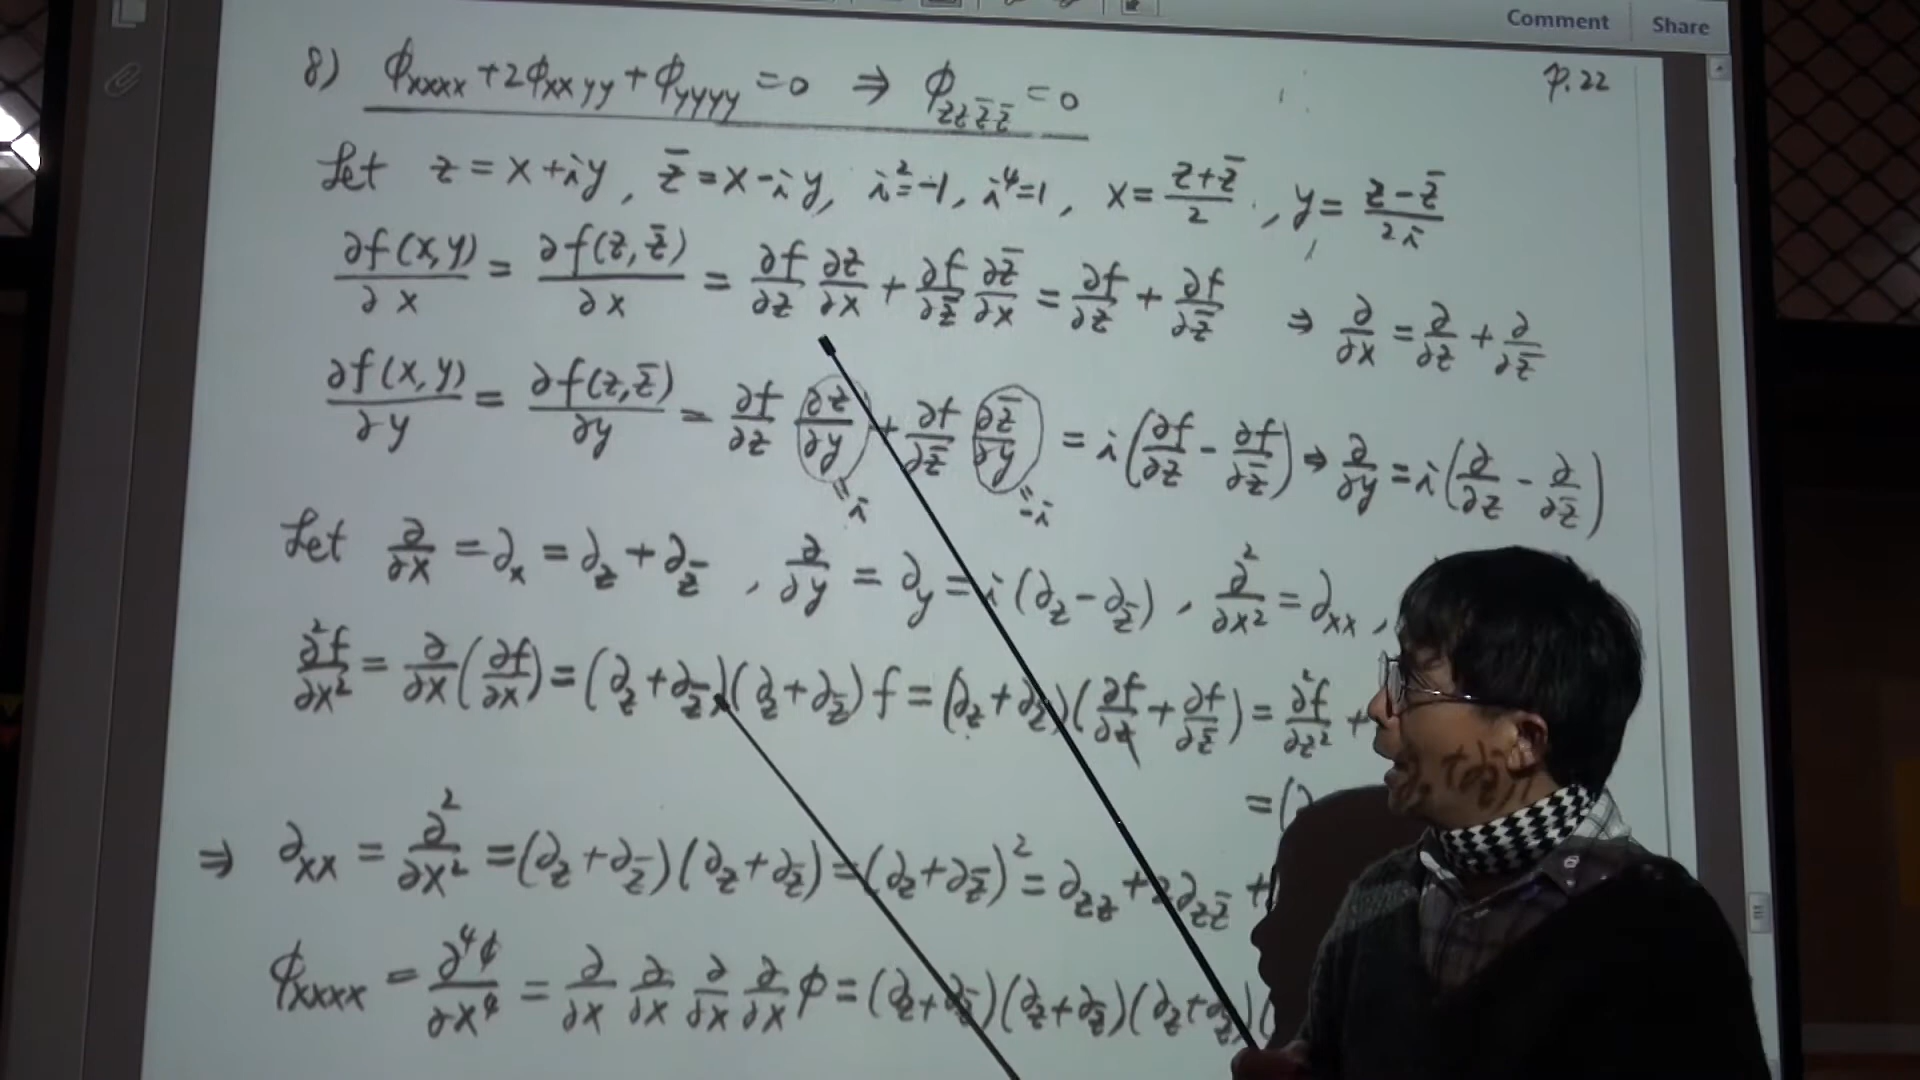 Comment Share
p.22
8) ϕxxxx + 2ϕxxyy + ϕyyyy = 0 ⇒ ϕzzz̄z̄ = 0
Let z = x + iy, z̄ = x - iy, i² = -1, i⁴ = 1, x = (z + z̄)/2, y = (z - z̄)/2i
∂f(x,y)/∂x = ∂f(z,z̄)/∂x = ∂f/∂z ∂z/∂x + ∂f/∂z̄ ∂z̄/∂x = ∂f/∂z + ∂f/∂z̄ ⇒ ∂/∂x = ∂/∂z + ∂/∂z̄
∂f(x,y)/∂y = ∂f(z,z̄)/∂y = ∂f/∂z ∂z/∂y + ∂f/∂z̄ ∂z̄/∂y = i(∂f/∂z - ∂f/∂z̄) ⇒ ∂/∂y = i(∂/∂z - ∂/∂z̄)
= i = -i
Let ∂/∂x = ∂x = ∂z + ∂z̄, ∂/∂y = ∂y = i(∂z - ∂z̄), ∂²/∂x² = ∂xx,
∂²f/∂x² = ∂/∂x(∂f/∂x) = (∂z + ∂z̄)(∂z + ∂z̄)f = (∂z + ∂z̄)(∂f/∂z + ∂f/∂z̄) = ∂²f/∂z² +
= (∂
⇒ ∂xx = ∂²/∂x² = (∂z + ∂z̄)(∂z + ∂z̄) = (∂z + ∂z̄)² = ∂zz + 2∂zz̄ +
ϕxxxx = ∂⁴ϕ/∂x⁴ = ∂/∂x ∂/∂x ∂/∂x ∂/∂x ϕ = (∂z + ∂z̄)(∂z + ∂z̄)(∂z + ∂z̄)(